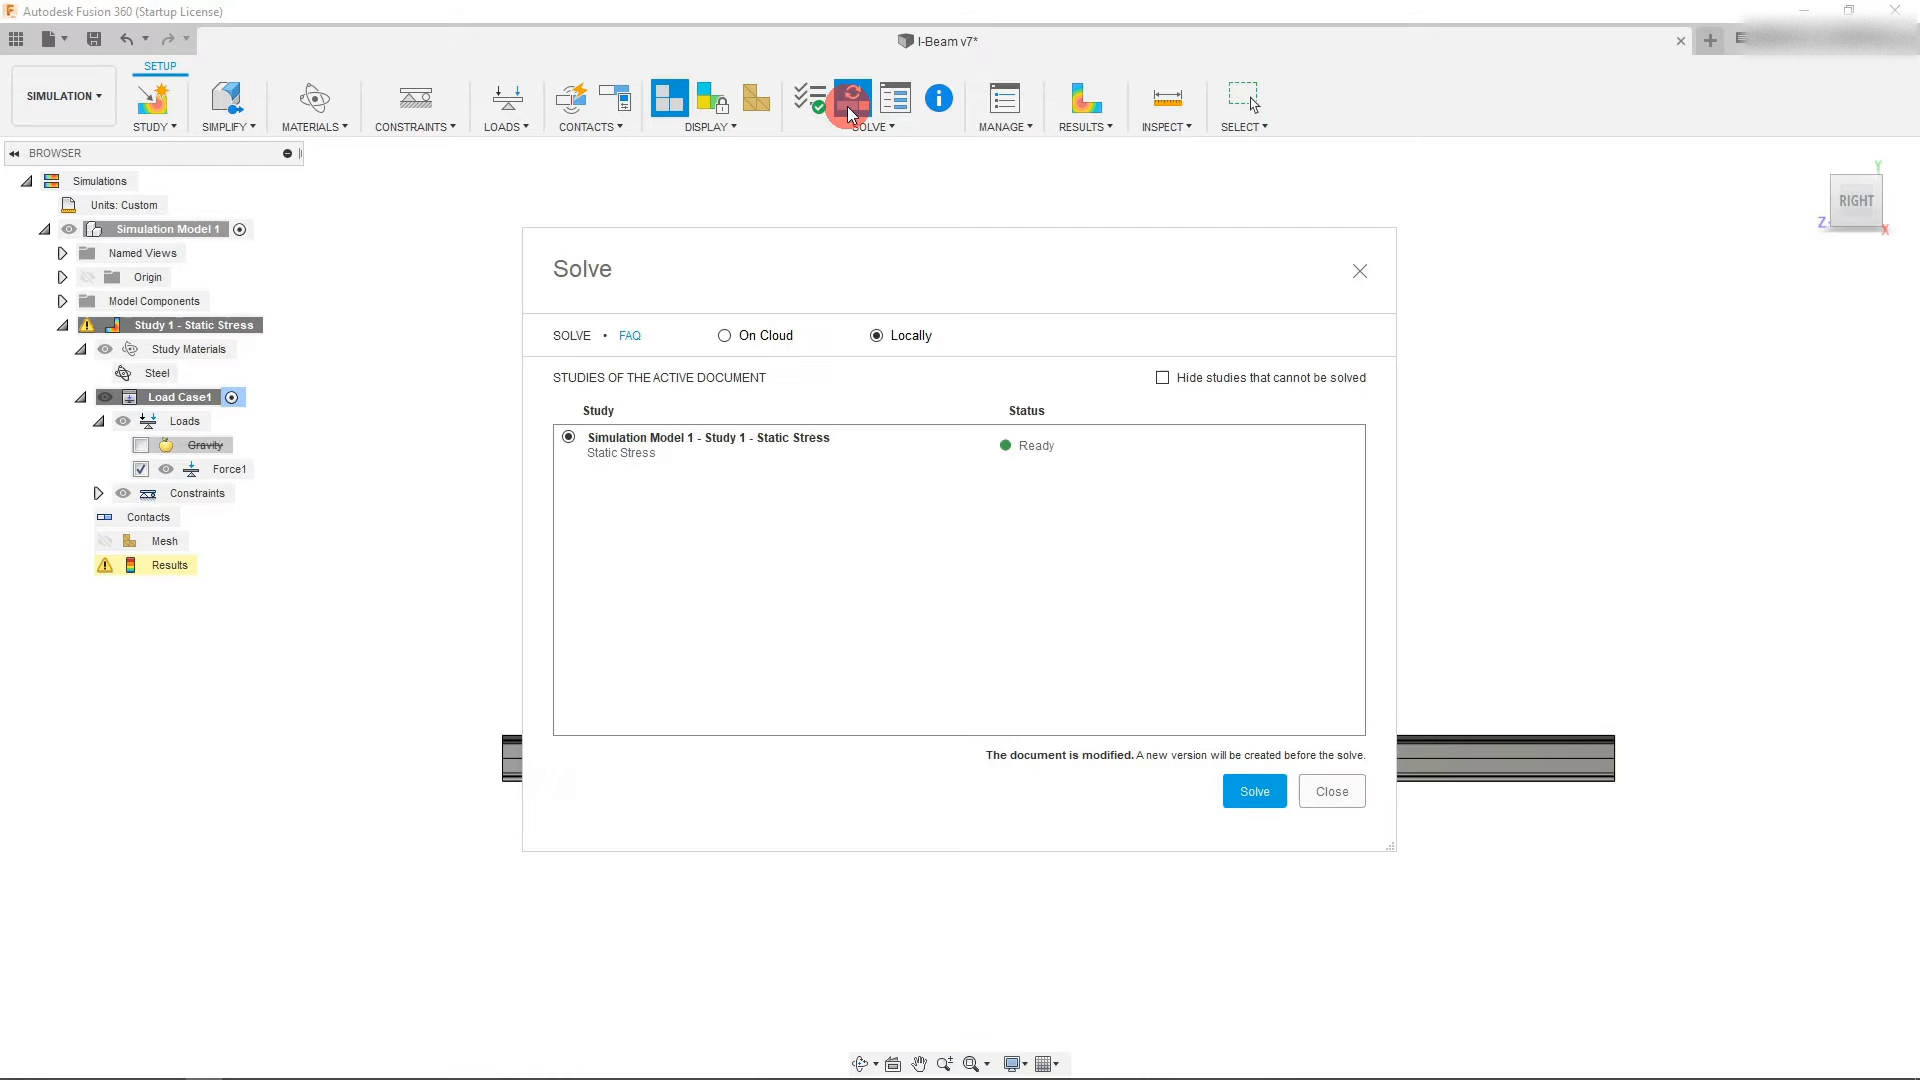 Autodesk Fusion 360 (Startup License)
I-Beam v7*
SETUP
SIMULATION
STUDY
SIMPLIFY
MATERIALS
CONSTRAINTS
LOADS
CONTACTS
DISPLAY
SOLVE
MANAGE
RESULTS
INSPECT
SELECT
BROWSER
Simulations
Units: Custom
Simulation Model 1
Named Views
Origin
Model Components
Study 1 - Static Stress
Study Materials
Steel
Load Case1
Loads
Gravity
Force1
Constraints
Contacts
Mesh
Results
Y
RIGHT
Z
X
Solve
SOLVE • FAQ On Cloud Locally
STUDIES OF THE ACTIVE DOCUMENT Hide studies that cannot be solved
Study Status
Simulation Model 1 - Study 1 - Static Stress
Static Stress
Ready
The document is modified. A new version will be created before the solve.
Solve Close